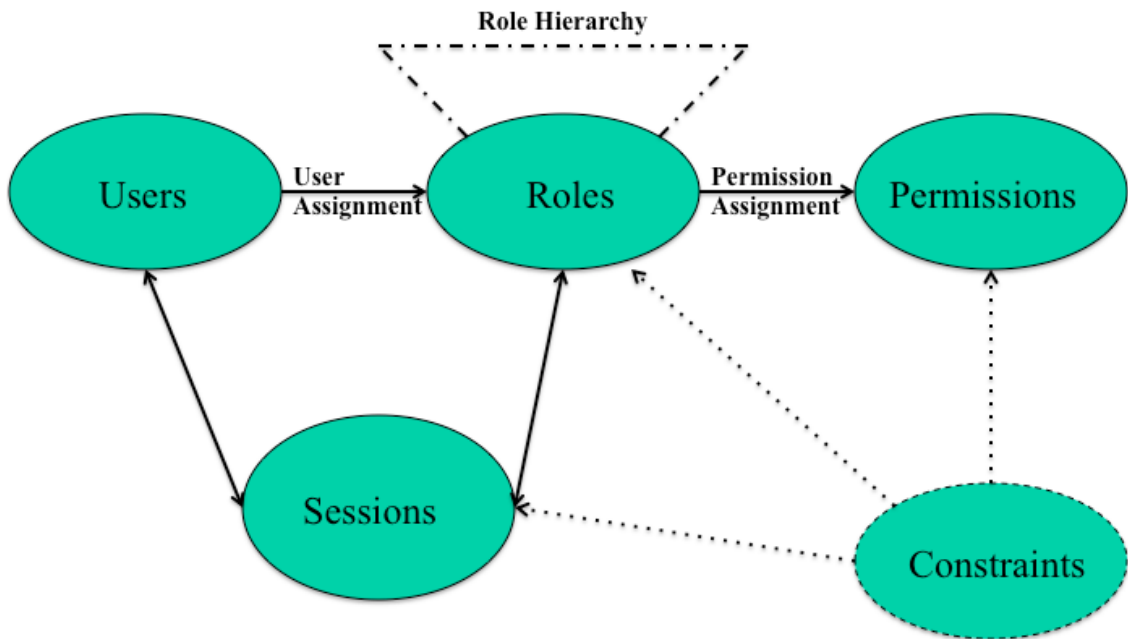 Role Hierarchy
Users
User
Assignment
Roles
Permission
Assignment
Permissions
Sessions
Constraints